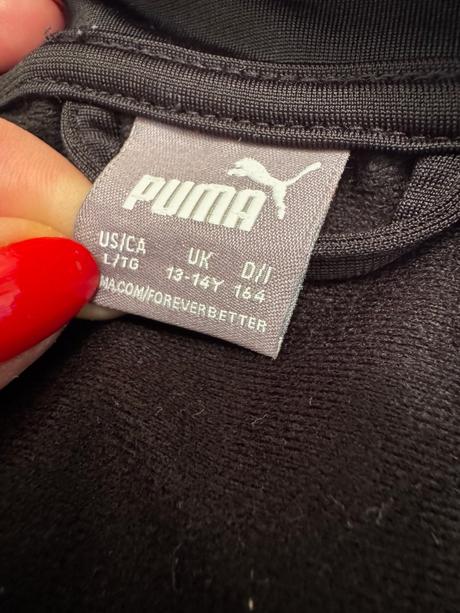 PUMA
US/CA UK D/I
L/TG 13-14Y 164
MA.COM/FOREVERBETTER